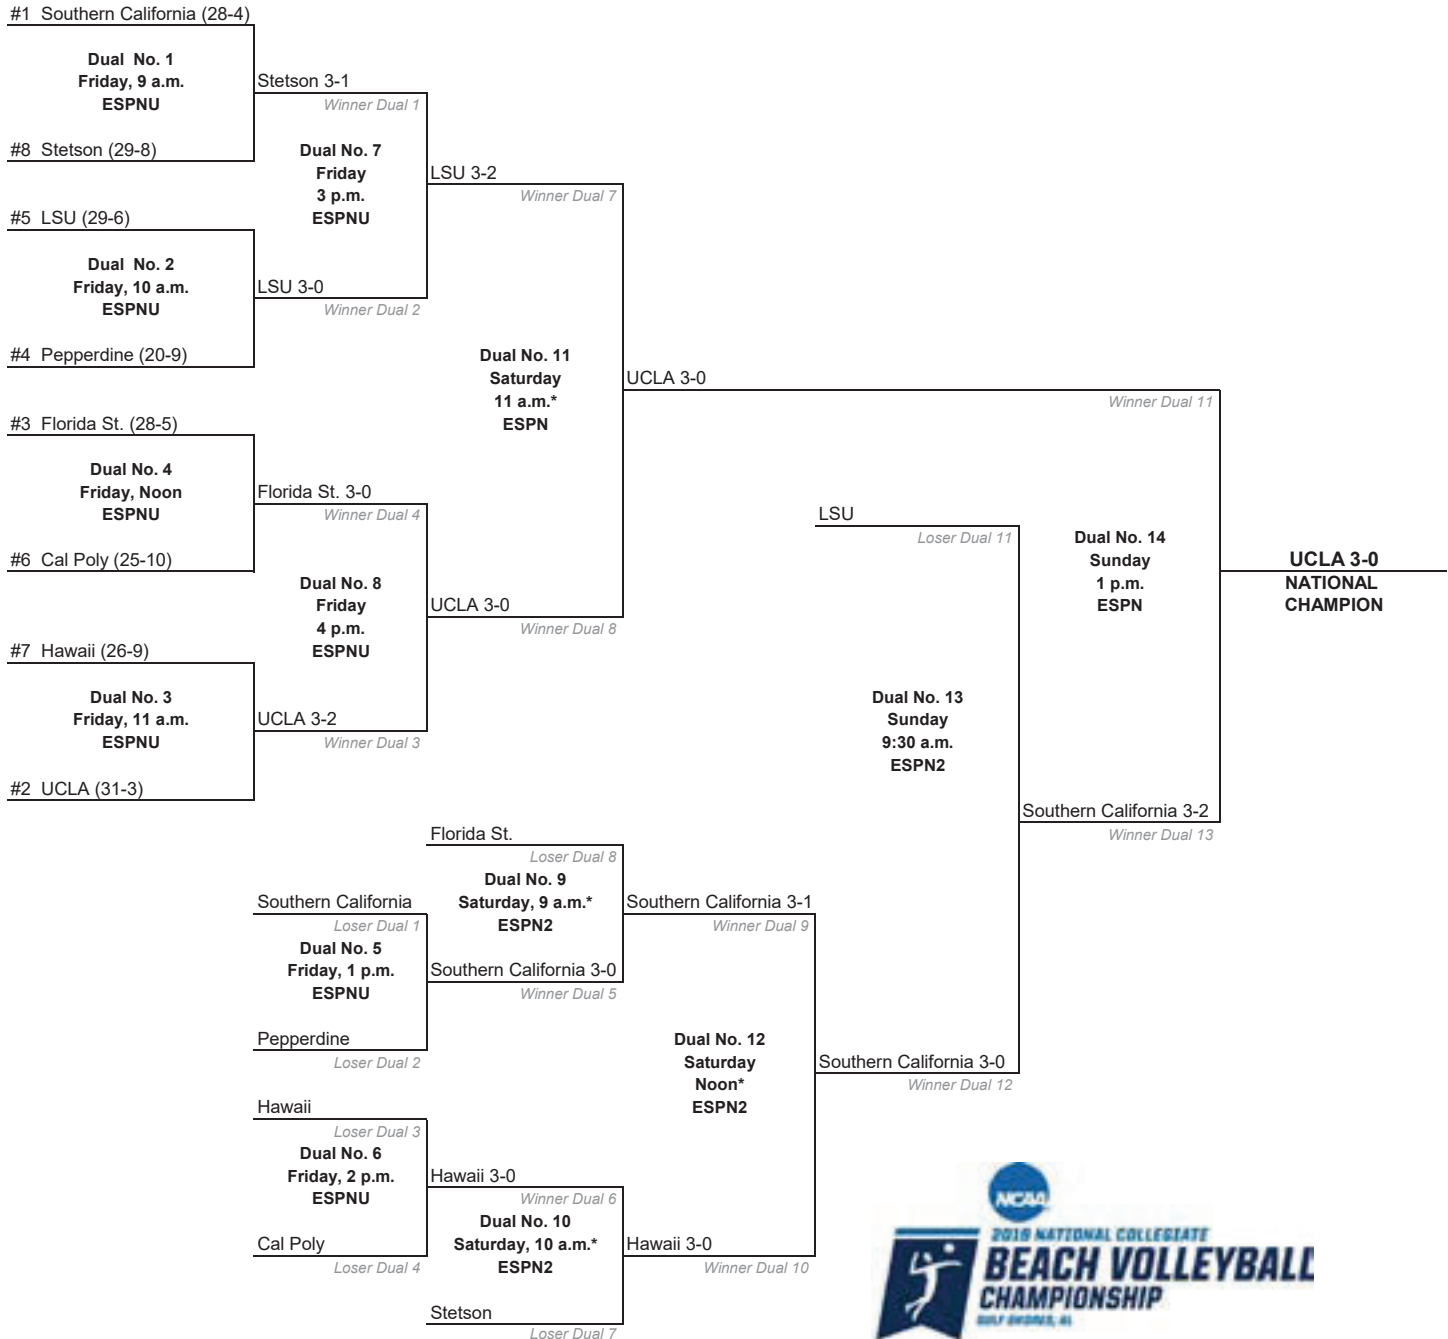 #1 Southern California (28-4)
Dual No. 1
Friday, 9 a.m.
ESPNU
#8 Stetson (29-8)
Stetson 3-1
Winner Dual 1
#5 LSU (29-6)
Dual No. 2
Friday, 10 a.m.
ESPNU
#4 Pepperdine (20-9)
LSU 3-0
Winner Dual 2
Dual No. 7
Friday
3 p.m.
ESPNU
LSU 3-2
Winner Dual 7
#3 Florida St. (28-5)
Dual No. 4
Friday, Noon
ESPNU
#6 Cal Poly (25-10)
Florida St. 3-0
Winner Dual 4
#7 Hawaii (26-9)
Dual No. 3
Friday, 11 a.m.
ESPNU
#2 UCLA (31-3)
UCLA 3-2
Winner Dual 3
Dual No. 8
Friday
4 p.m.
ESPNU
UCLA 3-0
Winner Dual 8
Dual No. 11
Saturday
11 a.m.*
ESPN
UCLA 3-0
Winner Dual 11
Southern California
Loser Dual 1
Dual No. 5
Friday, 1 p.m.
ESPNU
Pepperdine
Loser Dual 2
Florida St.
Loser Dual 8
Dual No. 9
Saturday, 9 a.m.*
ESPN2
Southern California 3-0
Winner Dual 5
Southern California 3-1
Winner Dual 9
Hawaii
Loser Dual 3
Dual No. 6
Friday, 2 p.m.
ESPNU
Cal Poly
Loser Dual 4
Hawaii 3-0
Winner Dual 6
Dual No. 10
Saturday, 10 a.m.*
ESPN2
Stetson
Loser Dual 7
Hawaii 3-0
Winner Dual 10
Dual No. 12
Saturday
Noon*
ESPN2
Southern California 3-0
Winner Dual 12
LSU
Loser Dual 11
Dual No. 13
Sunday
9:30 a.m.
ESPN2
Southern California 3-2
Winner Dual 13
Dual No. 14
Sunday
1 p.m.
ESPN
UCLA 3-0
NATIONAL
CHAMPION
NCAA
2019 NATIONAL COLLEGIATE
BEACH VOLLEYBALL
CHAMPIONSHIP
GULF SHORES, AL